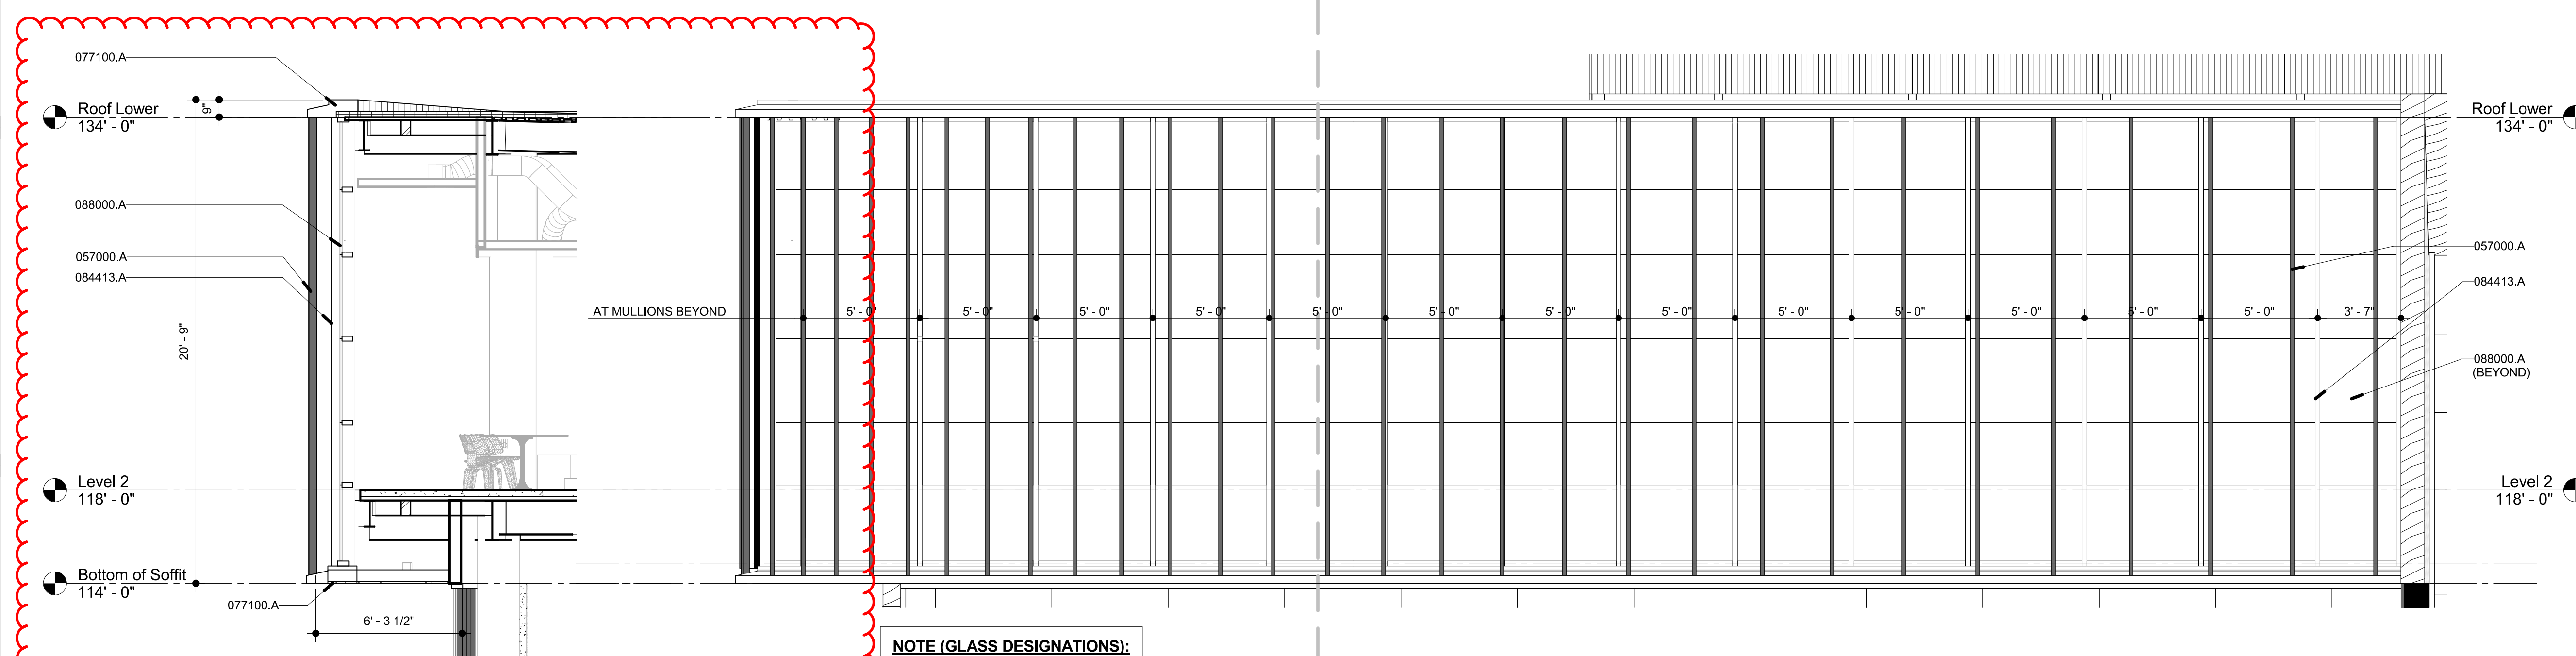 077100.A
Roof Lower
134' - 0"
9"
088000.A
057000.A
084413.A
20' - 9"
Level 2
118' - 0"
Bottom of Soffit
114' - 0"
077100.A
6' - 3 1/2"
AT MULLIONS BEYOND
5' - 0"
5' - 0"
5' - 0"
5' - 0"
5' - 0"
5' - 0"
5' - 0"
5' - 0"
5' - 0"
5' - 0"
5' - 0"
5' - 0"
5' - 0"
3' - 7"
Roof Lower
134' - 0"
057000.A
084413.A
088000.A
(BEYOND)
Level 2
118' - 0"
NOTE (GLASS DESIGNATIONS):